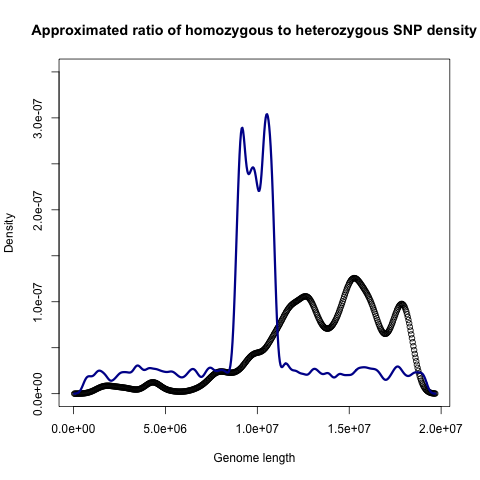 Approximated ratio of homozygous to heterozygous SNP density
Density
3.0e-07
2.0e-07
1.0e-07
0.0e+00
0.0e+00 5.0e+06 1.0e+07 1.5e+07 2.0e+07
Genome length